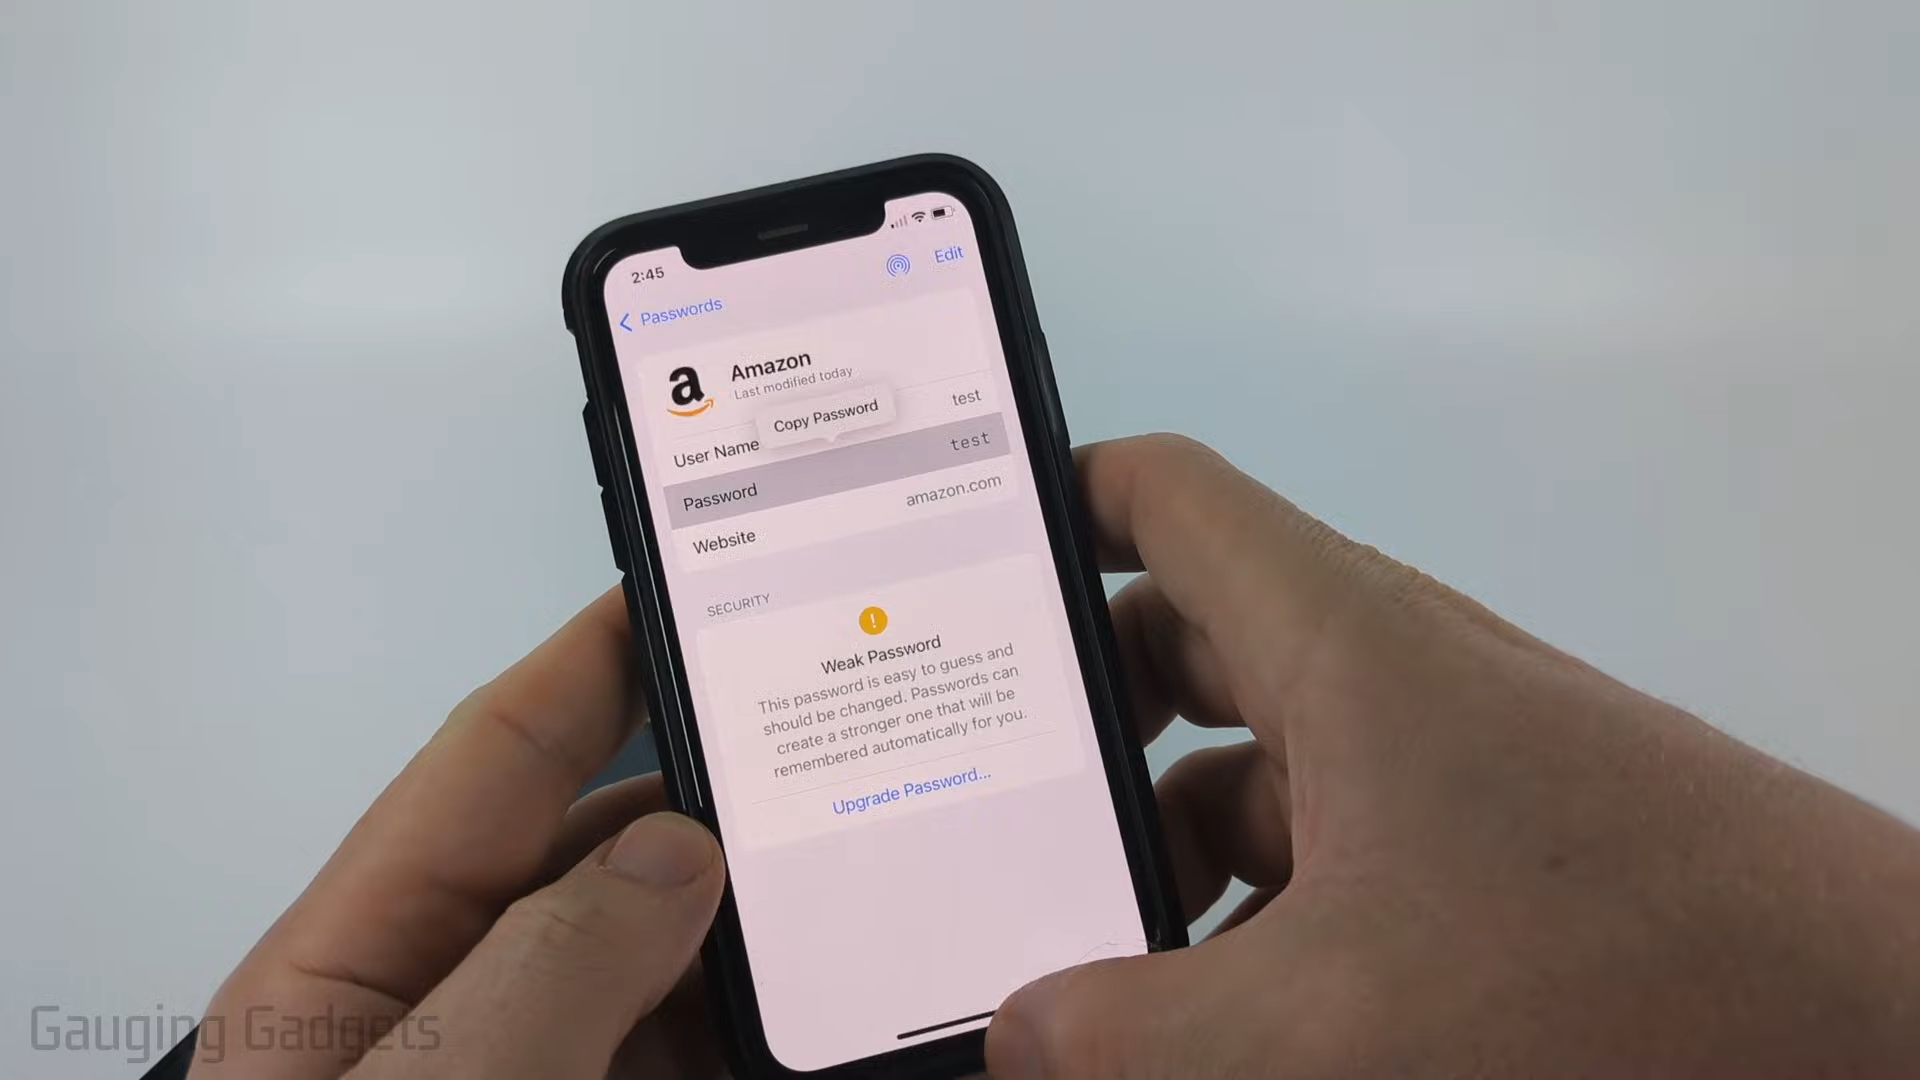 2:45
Edit
Passwords
a
Amazon
Last modified today
Copy Password
User Name test
Password test
Website amazon.com
SECURITY
!
Weak Password
This password is easy to guess and
should be changed. Passwords can
create a stronger one that will be
remembered automatically for you.
Upgrade Password...
Gauging Gadgets